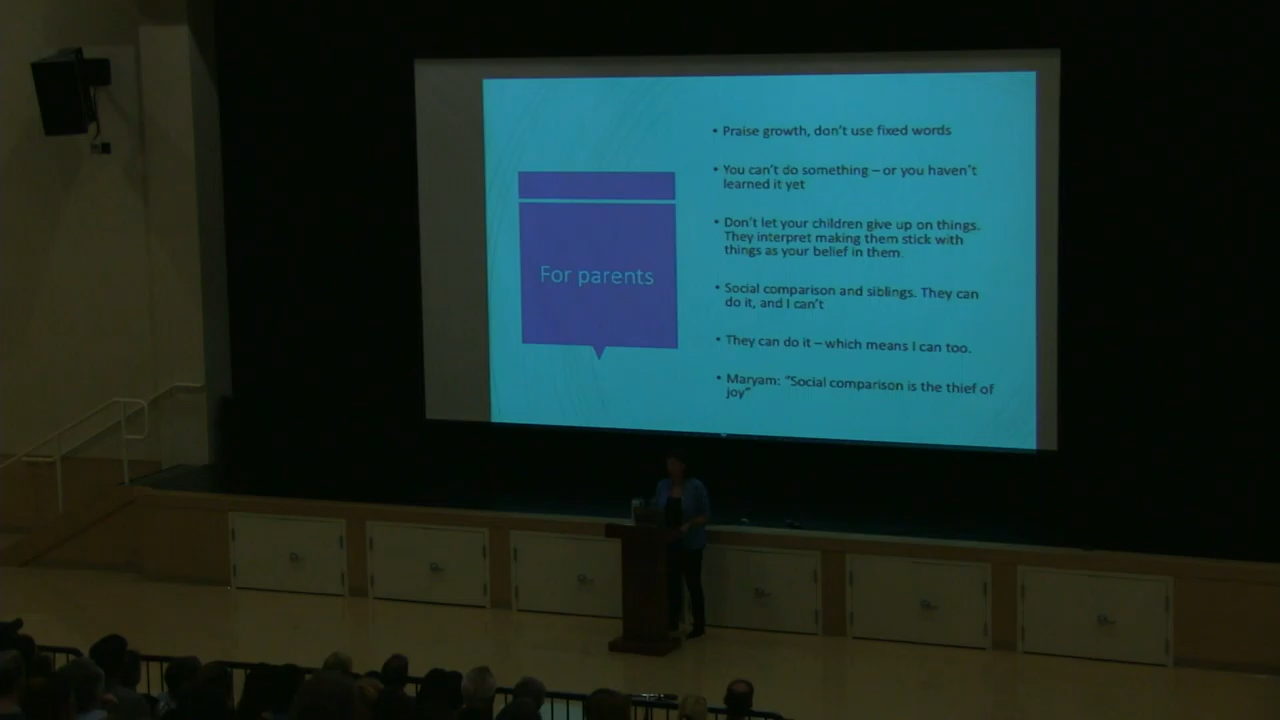 For parents
• Praise growth, don't use fixed words
• You can't do something – or you haven't
learned it yet
• Don't let your children give up on things.
They interpret making them stick with
things as your belief in them.
• Social comparison and siblings. They can
do it, and I can't
• They can do it – which means I can too.
• Maryam: "Social comparison is the thief of
joy"